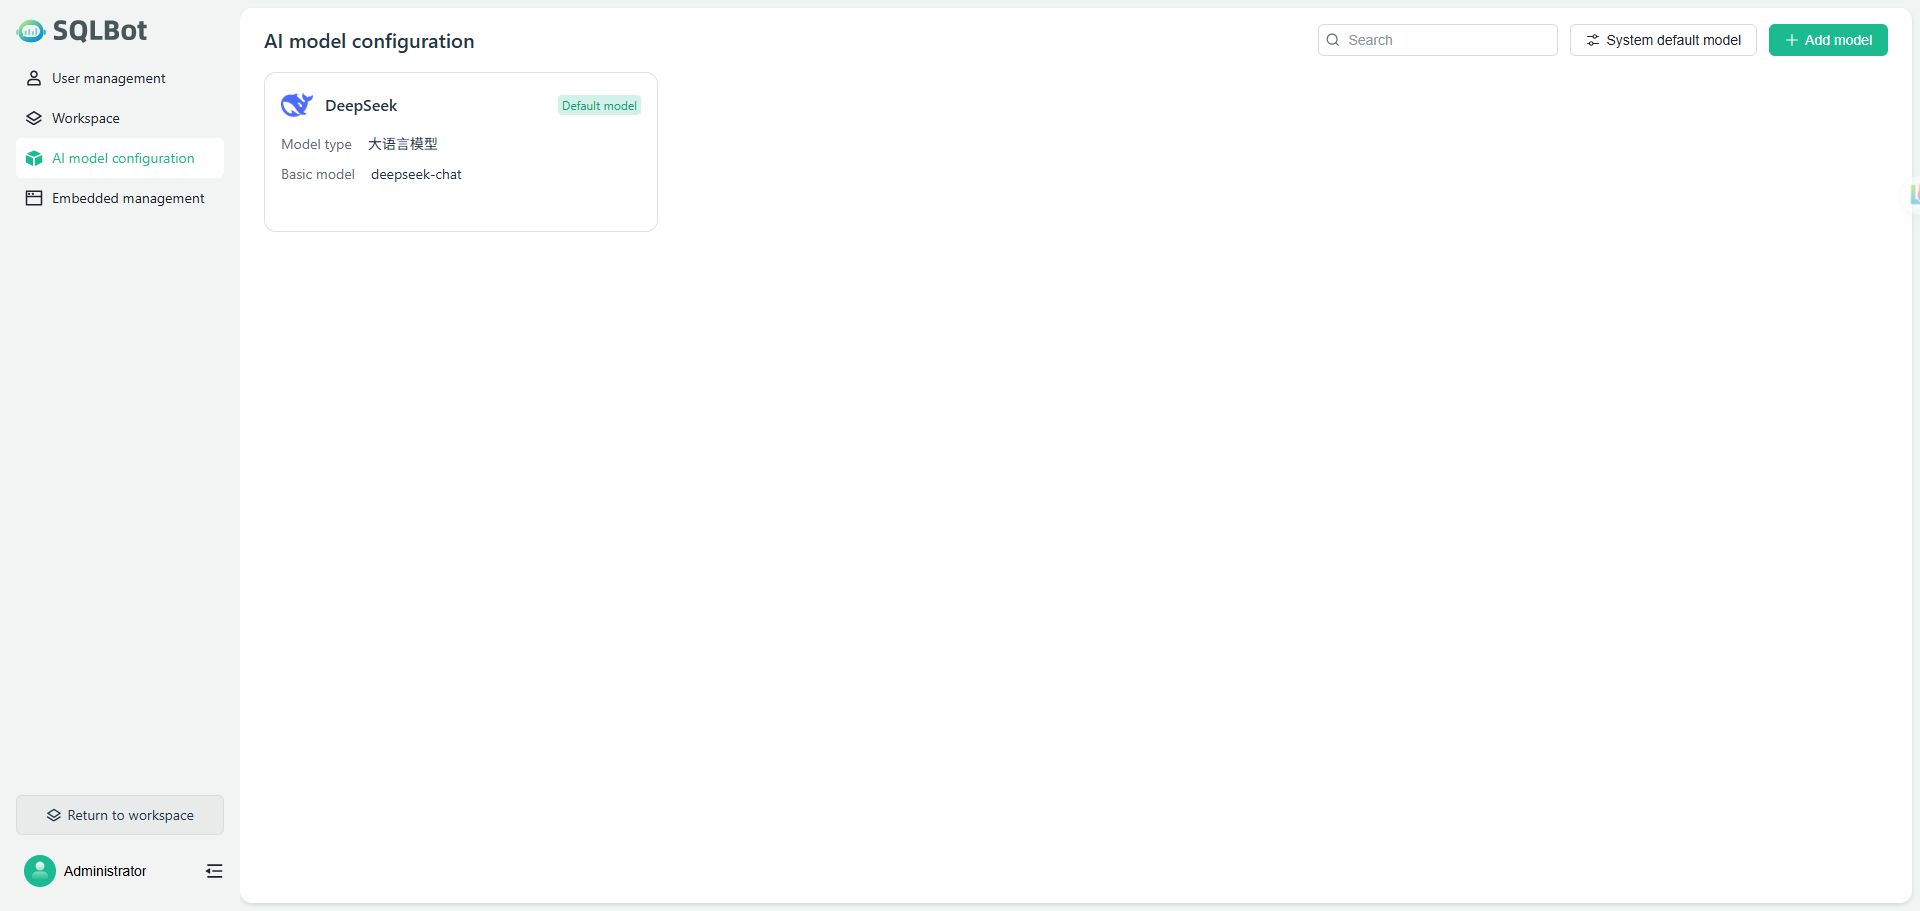 SQLBot
User management
Workspace
AI model configuration
Embedded management
Return to workspace
Administrator
AI model configuration
Search
System default model
Add model
DeepSeek
Default model
Model type 大语言模型
Basic model deepseek-chat